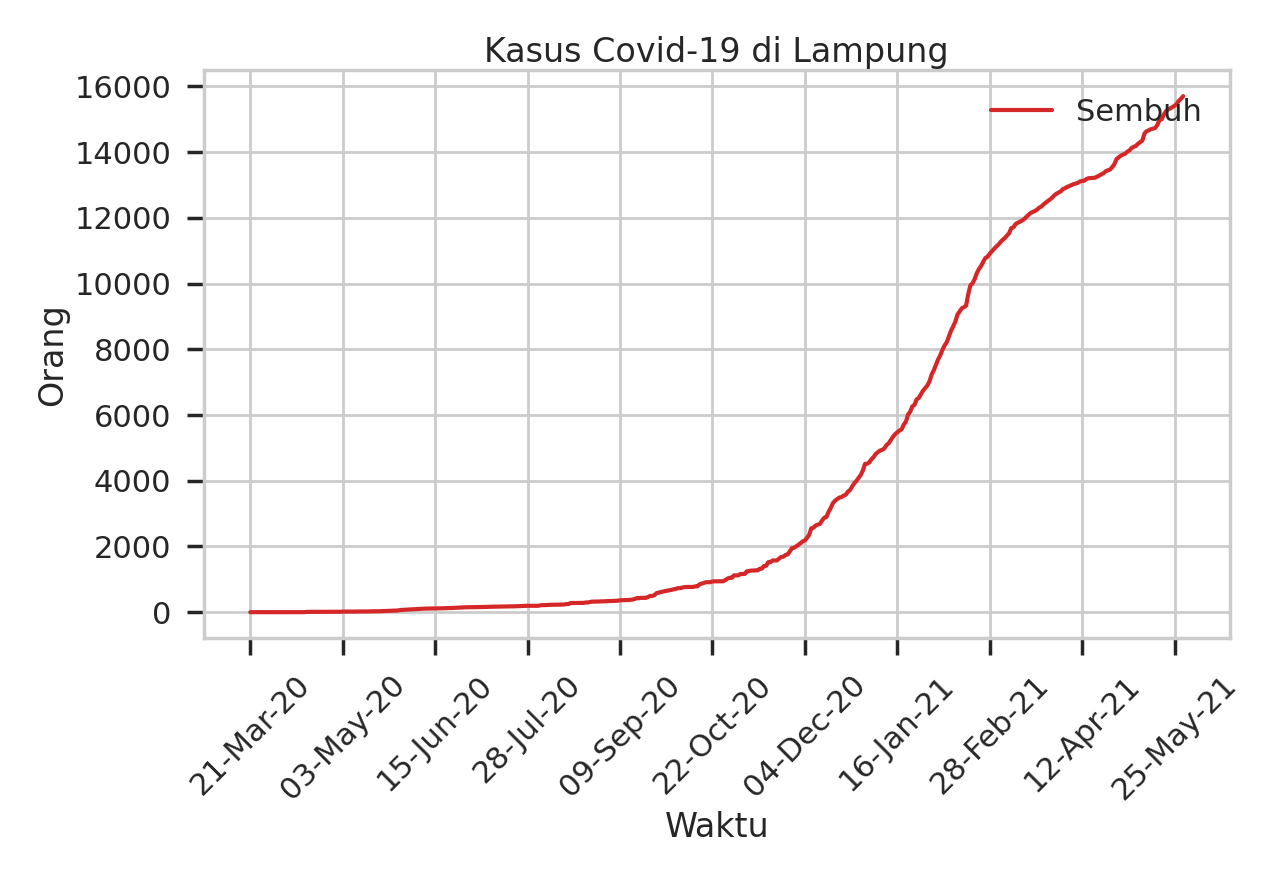 Kasus Covid-19 di Lampung
Sembuh
Orang
16000
14000
12000
10000
8000
6000
4000
2000
0
21-Mar-20
03-May-20
15-Jun-20
28-Jul-20
09-Sep-20
22-Oct-20
04-Dec-20
16-Jan-21
28-Feb-21
12-Apr-21
25-May-21
Waktu